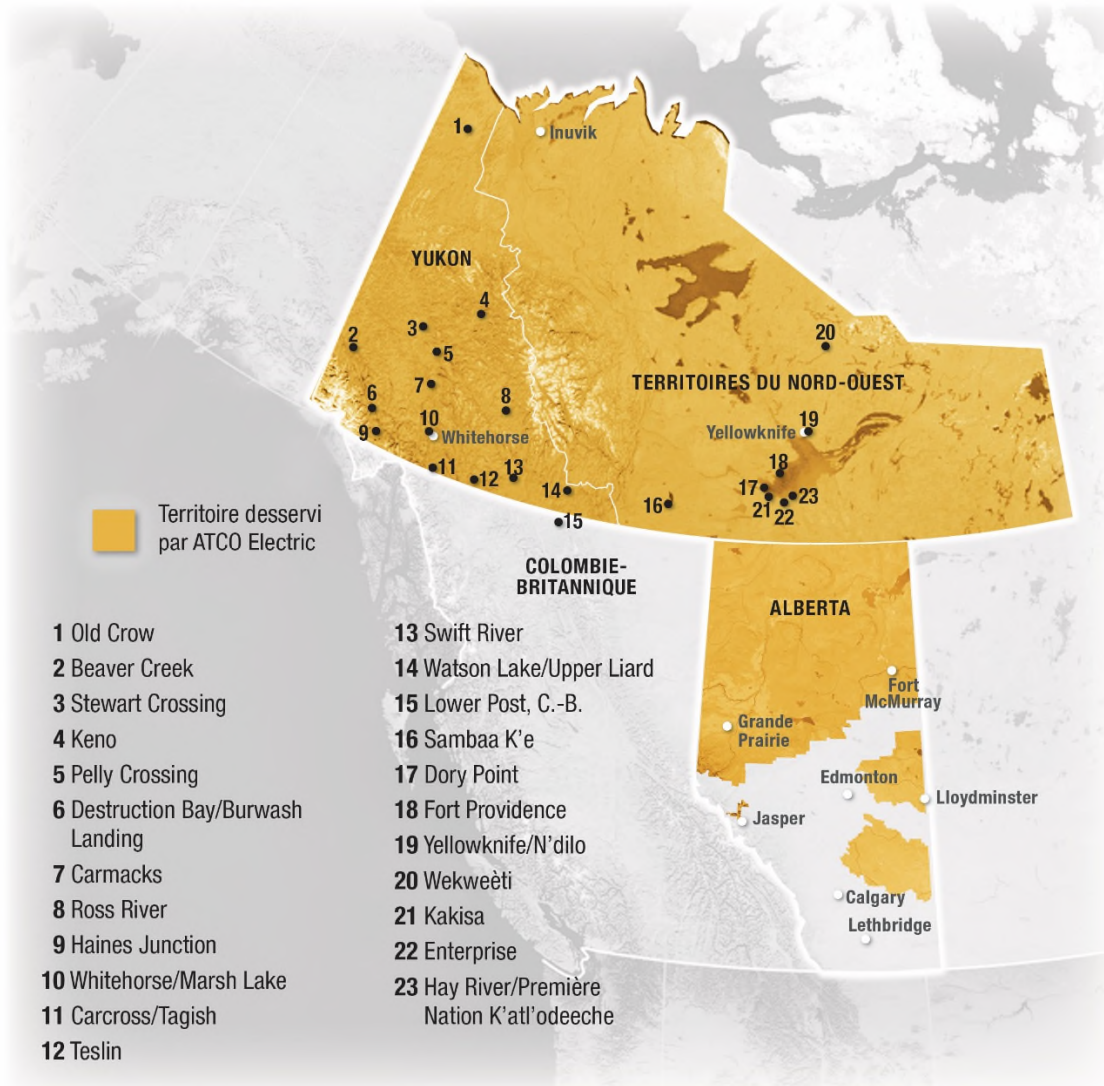 1
Inuvik
YUKON
4
3
2
5
20
7
TERRITOIRES DU NORD-OUEST
6
8
9
10
Whitehorse
Yellowknife
19
11
12
13
18
14
17
23
16
21
22
15
Territoire desservi
par ATCO Electric
COLOMBIE-
BRITANNIQUE
ALBERTA
Fort
McMurray
Grande
Prairie
Edmonton
Lloydminster
Jasper
Calgary
Lethbridge
1 Old Crow
2 Beaver Creek
3 Stewart Crossing
4 Keno
5 Pelly Crossing
6 Destruction Bay/Burwash
Landing
7 Carmacks
8 Ross River
9 Haines Junction
10 Whitehorse/Marsh Lake
11 Carcross/Tagish
12 Teslin
13 Swift River
14 Watson Lake/Upper Liard
15 Lower Post, C.-B.
16 Sambaa K'e
17 Dory Point
18 Fort Providence
19 Yellowknife/N'dilo
20 Wekweèti
21 Kakisa
22 Enterprise
23 Hay River/Première
Nation K'atl'odeeche